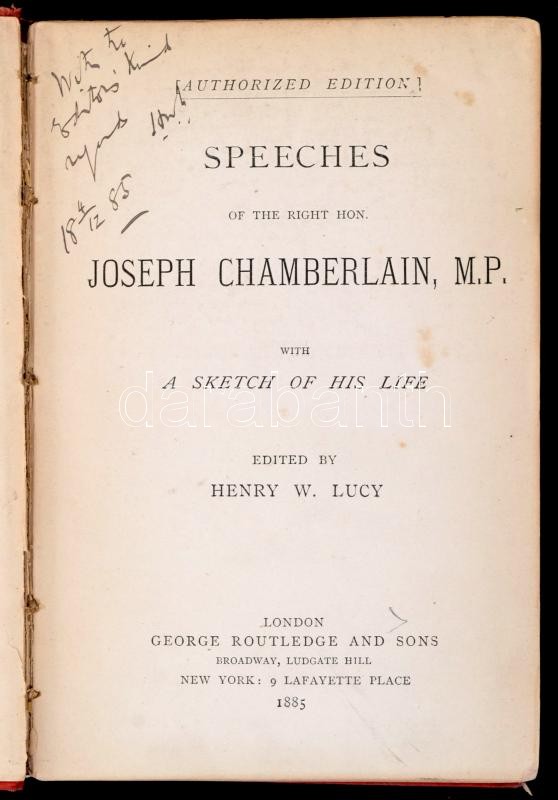 With the
Editor's kind
regards
18 4/12 85
[AUTHORIZED EDITION]
SPEECHES
OF THE RIGHT HON.
JOSEPH CHAMBERLAIN, M.P.
WITH
A SKETCH OF HIS LIFE
darabanth
EDITED BY
HENRY W. LUCY
LONDON
GEORGE ROUTLEDGE AND SONS
BROADWAY, LUDGATE HILL
NEW YORK: 9 LAFAYETTE PLACE
1885